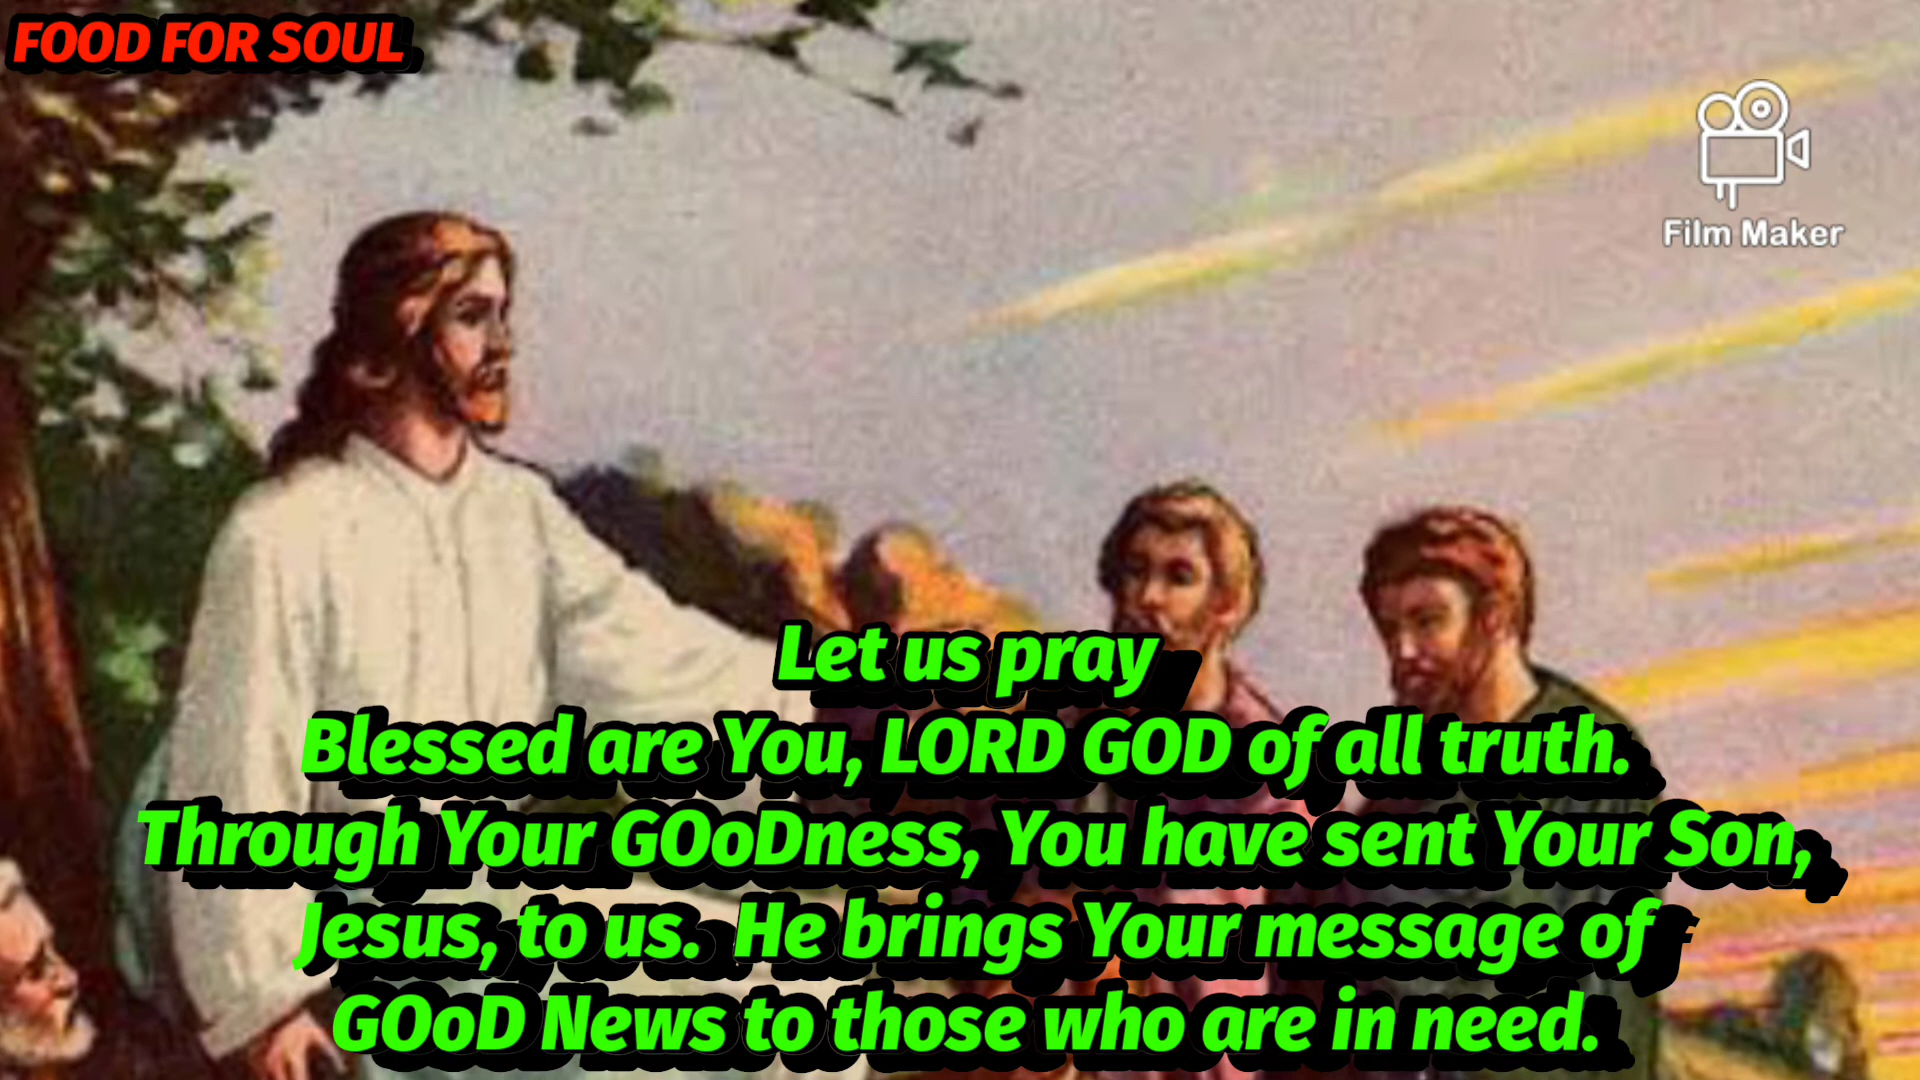 FOOD FOR SOUL
Film Maker
Let us pray
Blessed are You, LORD GOD of all truth.
Through Your GOoDness, You have sent Your Son,
Jesus, to us.  He brings Your message of
GOoD News to those who are in need.